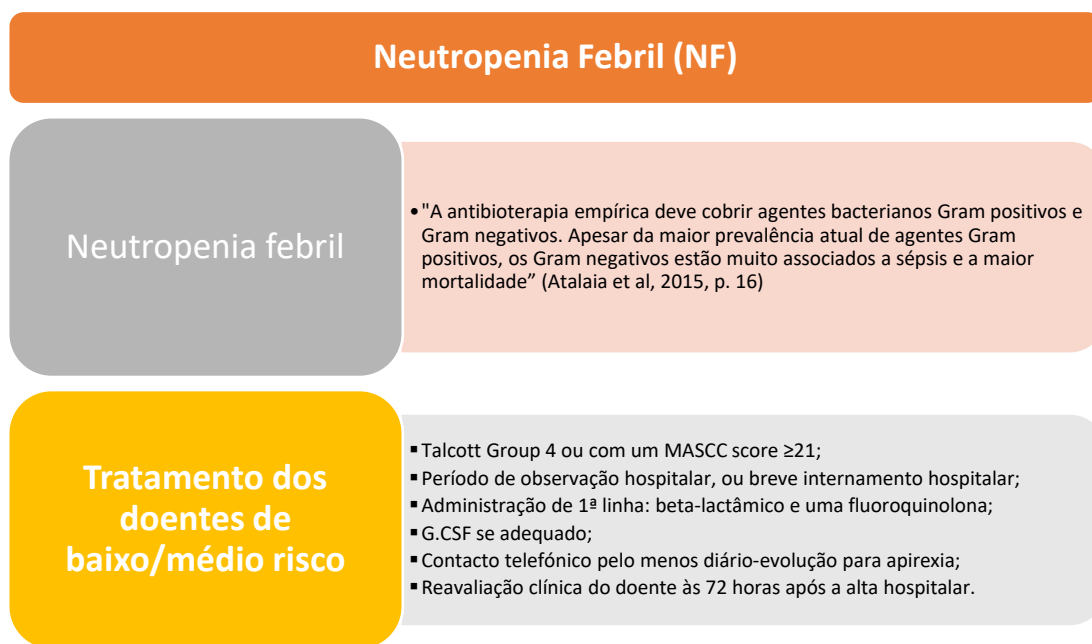 Neutropenia Febril (NF)
Neutropenia febril
•"A antibioterapia empírica deve cobrir agentes bacterianos Gram positivos e
Gram negativos. Apesar da maior prevalência atual de agentes Gram
positivos, os Gram negativos estão muito associados a sépsis e a maior
mortalidade” (Atalaia et al, 2015, p. 16)
Tratamento dos
doentes de
baixo/médio risco
▪Talcott Group 4 ou com um MASCC score ≥21;
▪Período de observação hospitalar, ou breve internamento hospitalar;
▪Administração de 1ª linha: beta-lactâmico e uma fluoroquinolona;
▪G.CSF se adequado;
▪Contacto telefónico pelo menos diário-evolução para apirexia;
▪Reavaliação clínica do doente às 72 horas após a alta hospitalar.